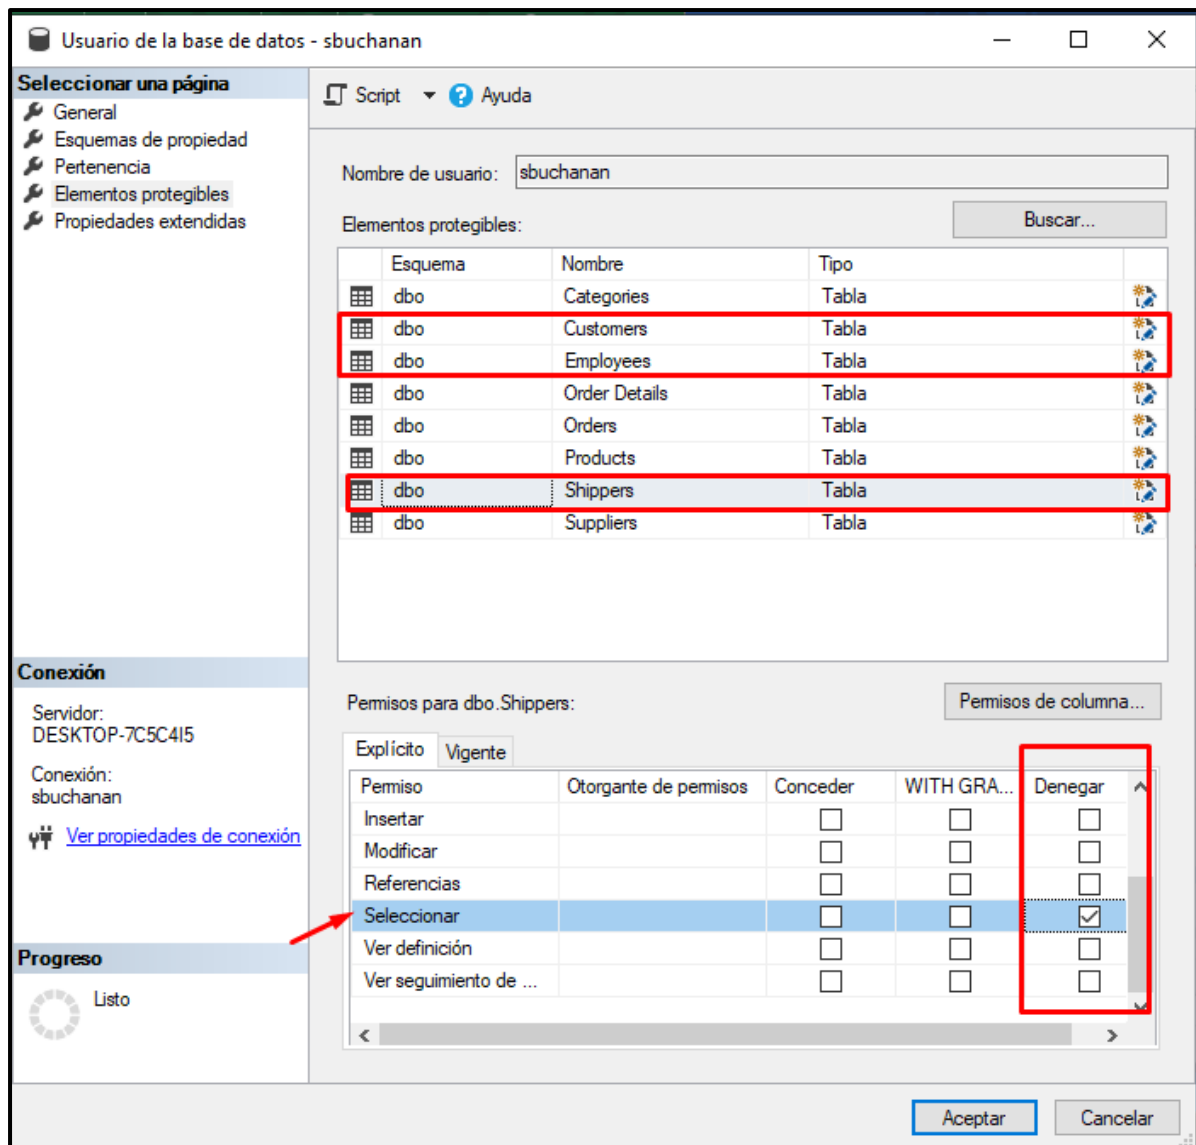 Usuario de la base de datos - sbuchanan
Seleccionar una página
General
Esquemas de propiedad
Pertenencia
Elementos protegibles
Propiedades extendidas
Script Ayuda
Nombre de usuario: sbuchanan
Elementos protegibles: Buscar...
Esquema Nombre Tipo
dbo Categories Tabla
dbo Customers Tabla
dbo Employees Tabla
dbo Order Details Tabla
dbo Orders Tabla
dbo Products Tabla
dbo Shippers Tabla
dbo Suppliers Tabla
Conexión
Servidor:
DESKTOP-7C5C4I5
Conexión:
sbuchanan
Ver propiedades de conexión
Progreso
Listo
Permisos para dbo.Shippers: Permisos de columna...
Explícito Vigente
Permiso Otorgante de permisos Conceder WITH GRA... Denegar
Insertar
Modificar
Referencias
Seleccionar
Ver definición
Ver seguimiento de ...
Aceptar Cancelar